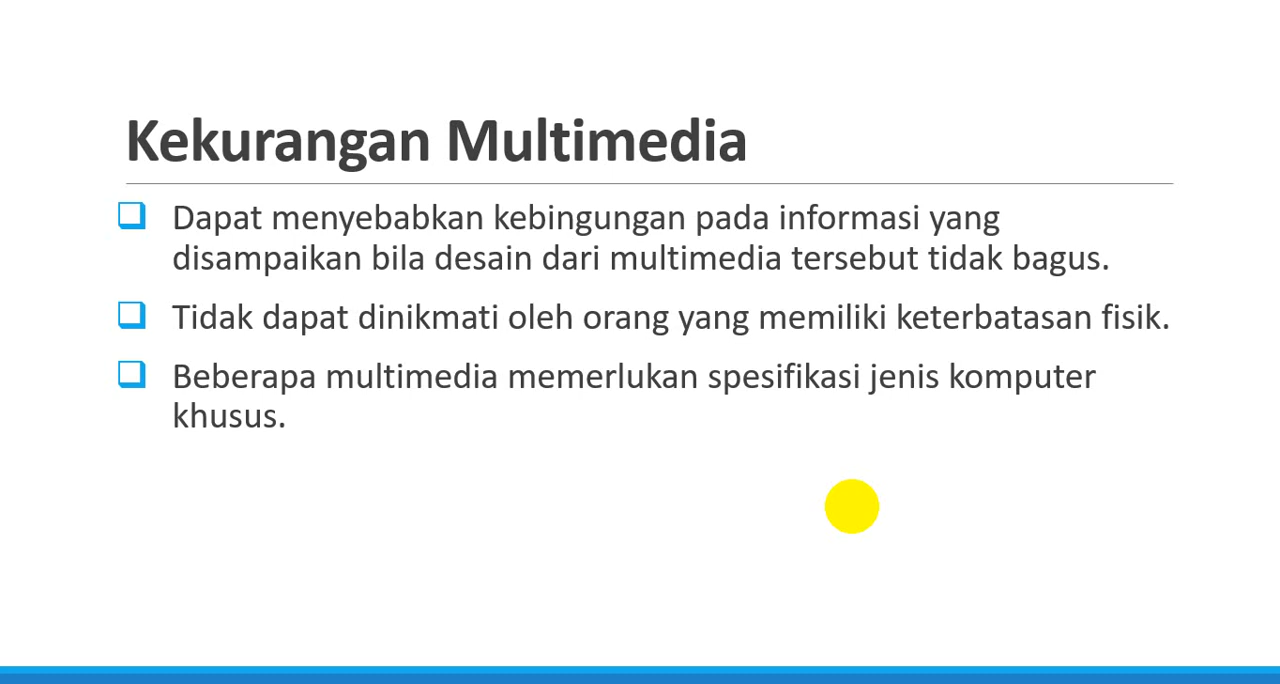 Kekurangan Multimedia
Dapat menyebabkan kebingungan pada informasi yang
disampaikan bila desain dari multimedia tersebut tidak bagus.
Tidak dapat dinikmati oleh orang yang memiliki keterbatasan fisik.
Beberapa multimedia memerlukan spesifikasi jenis komputer
khusus.